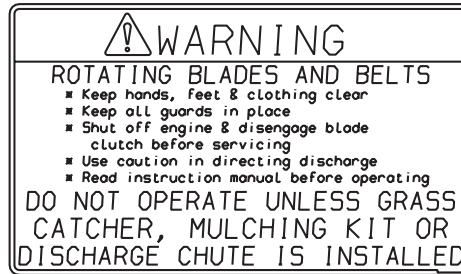 ⚠WARNING
ROTATING BLADES AND BELTS
⌘ Keep hands, feet & clothing clear
⌘ Keep all guards in place
⌘ Shut off engine & disengage blade
clutch before servicing
⌘ Use caution in directing discharge
⌘ Read instruction manual before operating
DO NOT OPERATE UNLESS GRASS
CATCHER, MULCHING KIT OR
DISCHARGE CHUTE IS INSTALLED